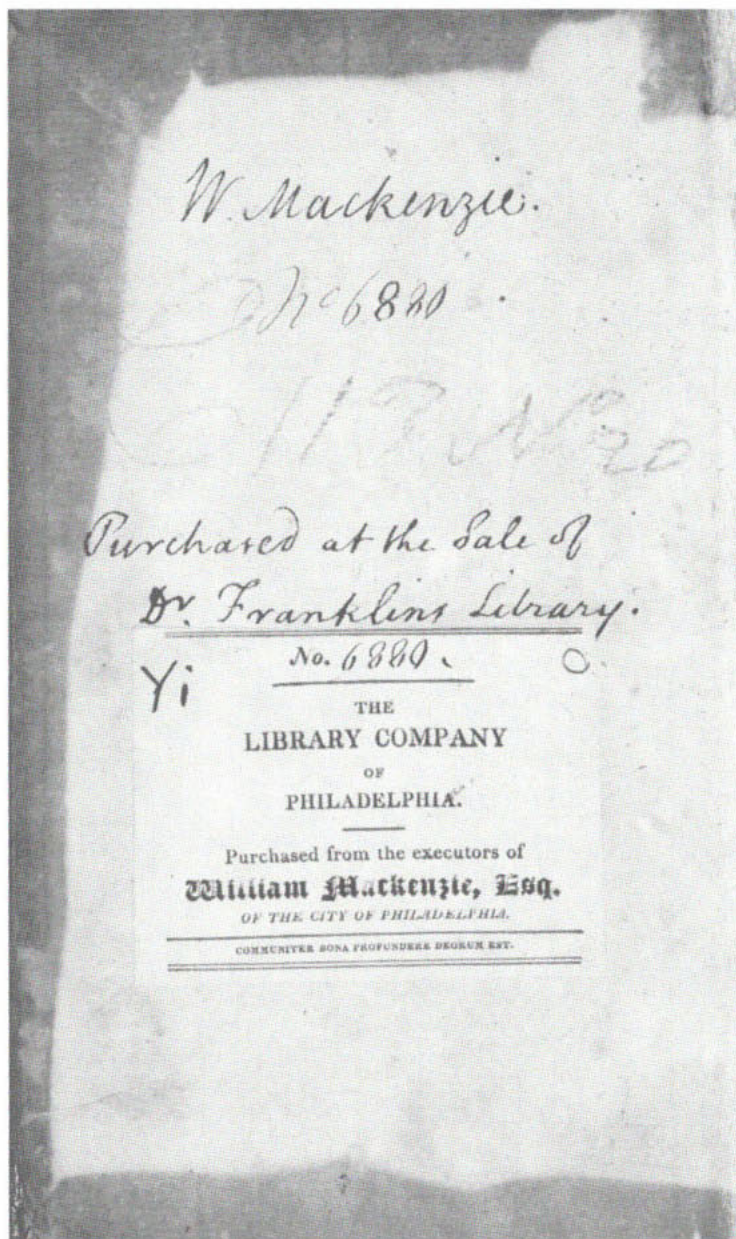 W. Mackenzie.
No 6880
Purchased at the Sale of
Dr. Franklins Library.
No. 6880.
Yi
O.
THE
LIBRARY COMPANY
OF
PHILADELPHIA.
Purchased from the executors of
William Mackenzie, Esq.
OF THE CITY OF PHILADELPHIA.
COMMUNITER BONA PROFUNDERE DEORUM EST.